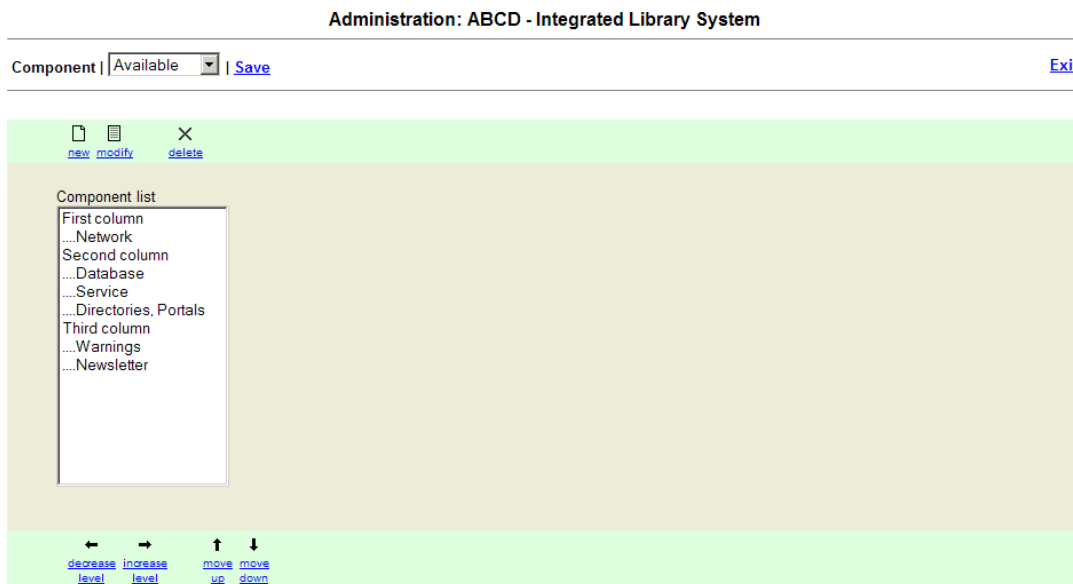 Administration: ABCD - Integrated Library System
Component | Available | Save Exi
new modify delete
Component list
First column
....Network
Second column
....Database
....Service
....Directories, Portals
Third column
....Warnings
....Newsletter
decrease level increase level move up move down